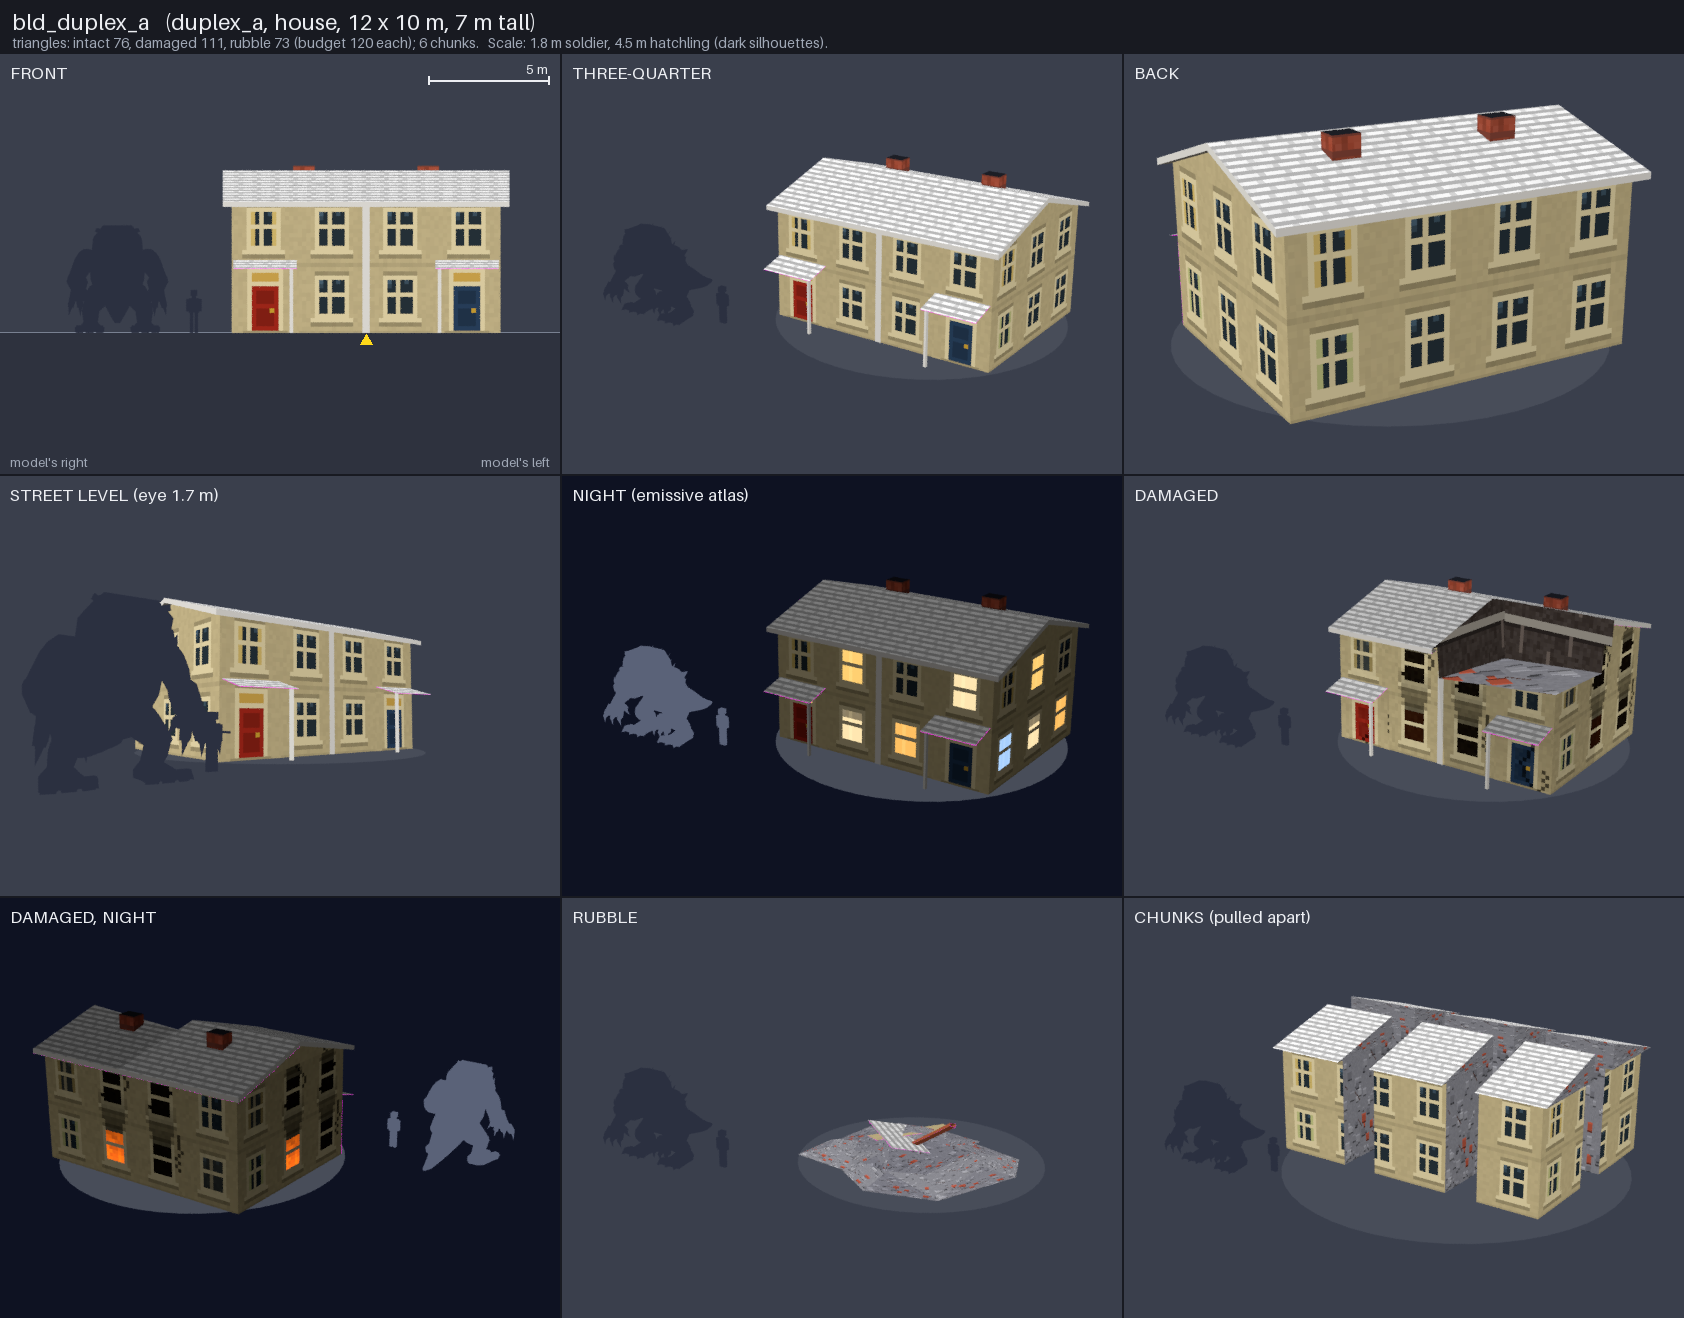 bld_duplex_a (duplex_a, house, 12 x 10 m, 7 m tall)
triangles: intact 76, damaged 111, rubble 73 (budget 120 each); 6 chunks. Scale: 1.8 m soldier, 4.5 m hatchling (dark silhouettes).
FRONT
5 m
model's right
model's left
THREE-QUARTER
BACK
STREET LEVEL (eye 1.7 m)
NIGHT (emissive atlas)
DAMAGED
DAMAGED, NIGHT
RUBBLE
CHUNKS (pulled apart)